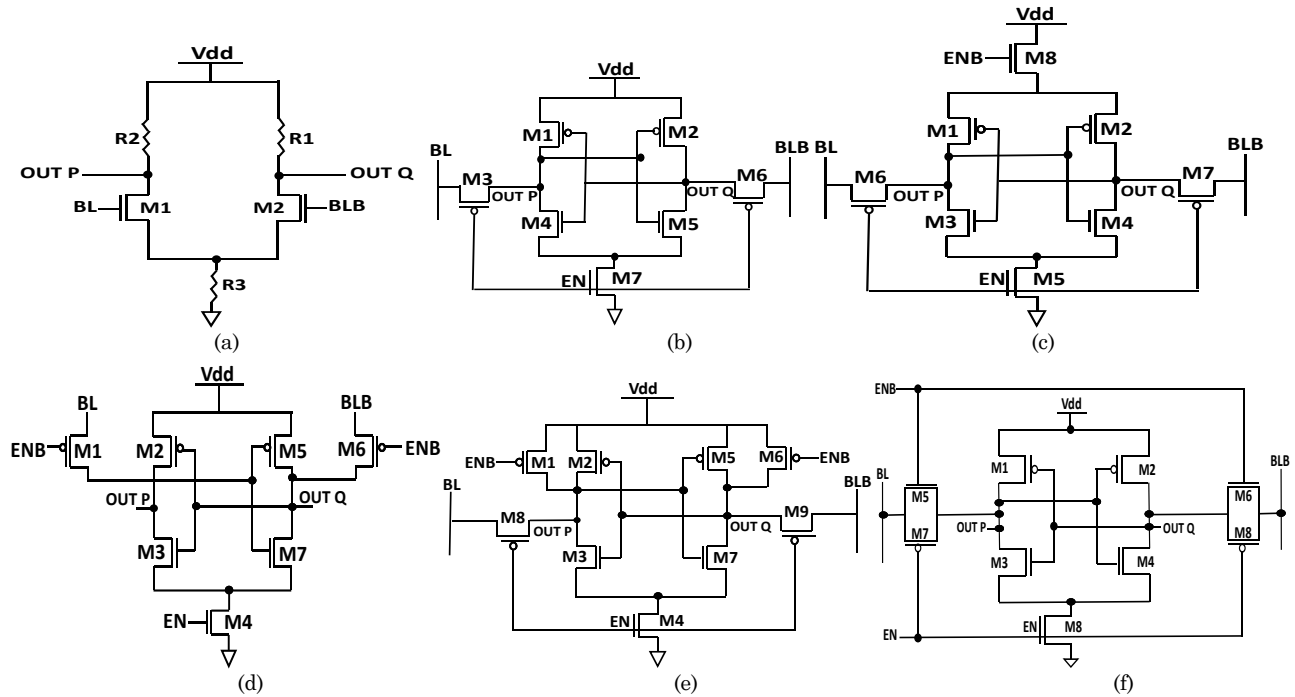 Vdd
R2
R1
OUT P
OUT Q
BL
M1
M2
BLB
R3
(a)
Vdd
M1
M2
BL
BLB
M3
OUT P
OUT Q
M6
M4
M5
EN
M7
(b)
Vdd
ENB
M8
M1
M2
BL
BLB
M6
OUT P
OUT Q
M7
M3
M4
EN
M5
(c)
Vdd
BL
BLB
ENB
M1
M2
M5
M6
ENB
OUT P
OUT Q
M3
M7
EN
M4
(d)
Vdd
ENB
M1
M2
M5
M6
ENB
BL
BLB
M8
OUT P
OUT Q
M9
M3
M7
EN
M4
(e)
ENB
Vdd
BL
M1
M2
BLB
M5
M6
M7
M8
OUT P
OUT Q
M3
M4
EN
EN
M8
(f)